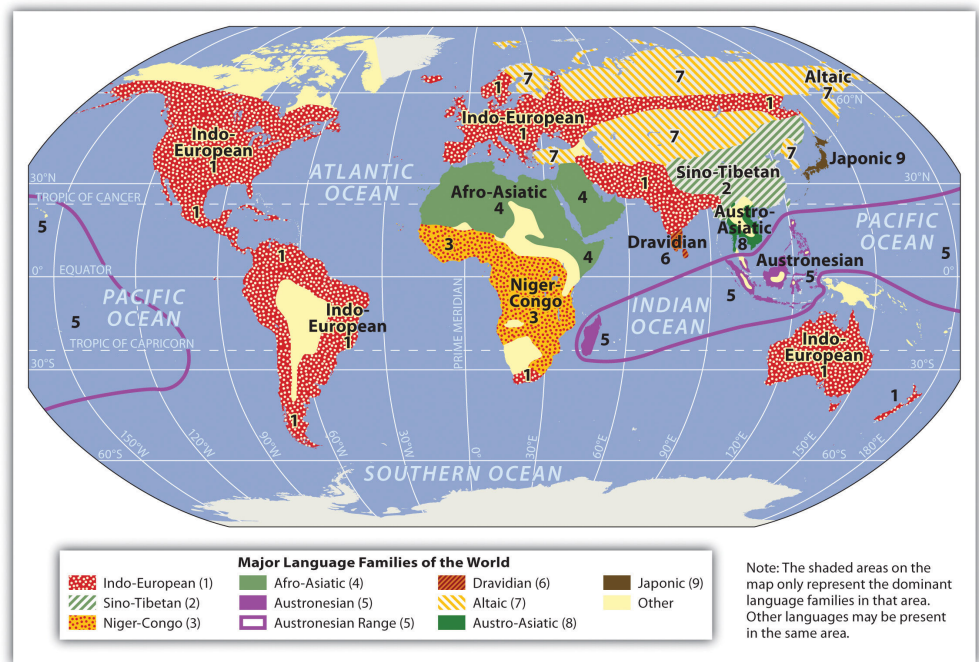 Altaic
7
7
7
60°N
1
1
Indo-
European
1
Indo-European
1
7
7
7
Japonic 9
1
Sino-Tibetan
2
ATLANTIC
OCEAN
30°N
TROPIC OF CANCER
Afro-Asiatic
4
4
1
Austro-
Asiatic
8
PACIFIC
OCEAN
5
3
Dravidian
6
4
1
5
Austronesian
5
0°
EQUATOR
5
PACIFIC
OCEAN
5
Indo-
European
1
PRIME MERIDIAN
Niger-
Congo
3
INDIAN
OCEAN
5
TROPIC OF CAPRICORN
Indo-
European
1
30°S
1
1
1
60°S
150°W
120°W
90°W
60°W
30°W
0°
30°E
60°E
90°E
120°E
150°E
60°S
180°E
SOUTHERN OCEAN
Major Language Families of the World
Indo-European (1)
Sino-Tibetan (2)
Niger-Congo (3)
Afro-Asiatic (4)
Austronesian (5)
Austronesian Range (5)
Dravidian (6)
Altaic (7)
Austro-Asiatic (8)
Japonic (9)
Other
Note: The shaded areas on the
map only represent the dominant
language families in that area.
Other languages may be present
in the same area.